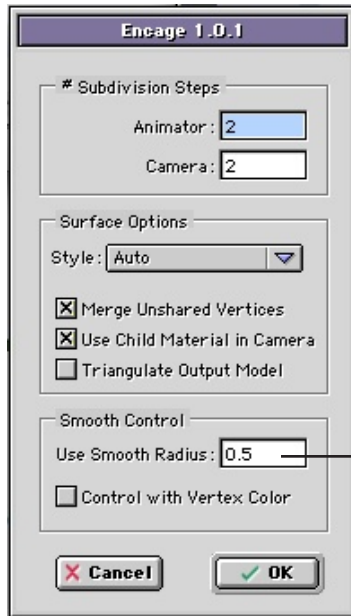 Encage 1.0.1
# Subdivision Steps
Animator: 2
Camera: 2
Surface Options
Style: Auto
Merge Unshared Vertices
Use Child Material in Camera
Triangulate Output Model
Smooth Control
Use Smooth Radius: 0.5
Control with Vertex Color
Cancel OK